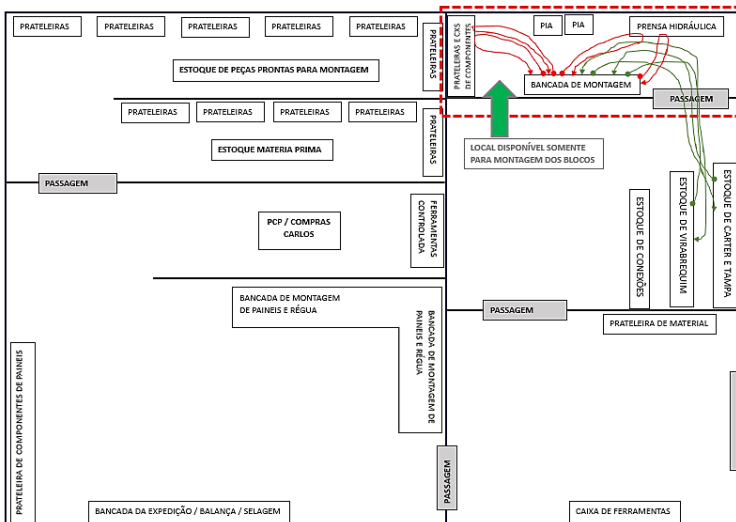 PRATELEIRAS
PRATELEIRAS
PRATELEIRAS
PRATELEIRAS
PRATELEIRAS
PRATELEIRAS
PRATELEIRAS E CXS
DE COMPONENTES
PIA
PIA
PRENSA HIDRÁULICA
ESTOQUE DE PEÇAS PRONTAS PARA MONTAGEM
BANCADA DE MONTAGEM
PASSAGEM
PRATELEIRAS
PRATELEIRAS
PRATELEIRAS
PRATELEIRAS
PRATELEIRAS
ESTOQUE MATERIA PRIMA
LOCAL DISPONÍVEL SOMENTE
PARA MONTAGEM DOS BLOCOS
PASSAGEM
PCP / COMPRAS
CARLOS
FERRAMENTAS
CONTROLADA
ESTOQUE DE CONEXÕES
ESTOQUE DE VIRABREQUIM
ESTOQUE DE CARTER E TAMPA
BANCADA DE MONTAGEM
DE PAINEIS E RÉGUA
BANCADA DE MONTAGEM DE
PAINEIS E RÉGUA
PASSAGEM
PRATELEIRA DE MATERIAL
PRATELEIRA DE COMPONENTES DE PAINEIS
PASSAGEM
BANCADA DA EXPEDIÇÃO / BALANÇA / SELAGEM
CAIXA DE FERRAMENTAS